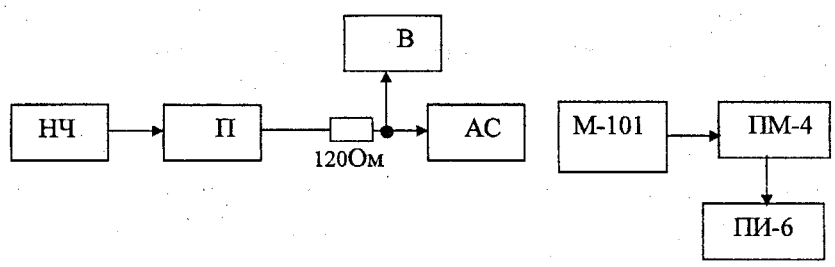 В
НЧ
П
120Ом
АС
М-101
ПМ-4
ПИ-6